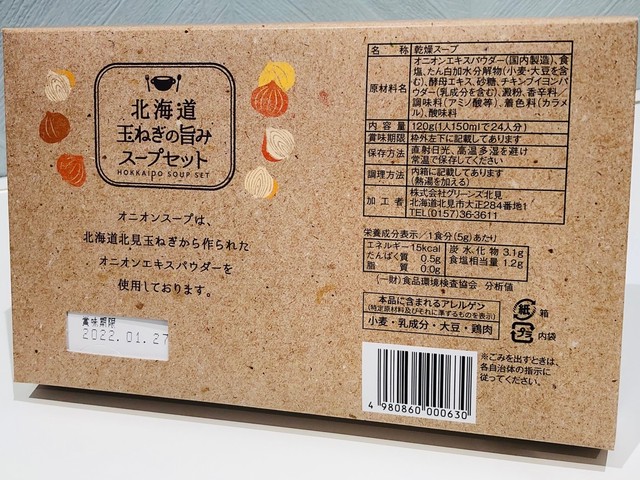 北海道
玉ねぎの旨み
スープセット
HOKKAIDO SOUP SET
オニオンスープは、
北海道北見玉ねぎから作られた
オニオンエキスパウダーを
使用しております。
賞味期限
2022.01.27
名 称 乾燥スープ
原材料名 オニオンエキスパウダー(国内製造)、食
塩、たん白加水分解物(小麦・大豆を含
む)、酵母エキス、砂糖、チキンブイヨンパ
ウダー(乳成分を含む)、澱粉、香辛料/
調味料(アミノ酸等)、着色料(カラメ
ル)、酸味料
内 容 量 120g(1人150mlで24人分)
賞味期限 枠外左下に記載してあります
保存方法 直射日光、高温多湿を避け
常温で保存してください
調理方法 内箱に記載してあります
(熱湯を加える)
加 工 者 株式会社グリーンズ北見
北海道北見市大正284番地1
TEL(0157)36-3611
栄養成分表示/1食分(5g)あたり
エネルギー15kcal 炭水化物 3.1g
たんぱく質 0.5g 食塩相当量 1.2g
脂 質 0.0g
(一財)食品環境検査協会 分析値
本品に含まれるアレルゲン
(特定原材料及びそれに準ずるものを表示)
小麦・乳成分・大豆・鶏肉
紙 箱
プラ 内袋
※ごみを出すときは、
各自治体の指示に
従ってください。
4 980860 000630